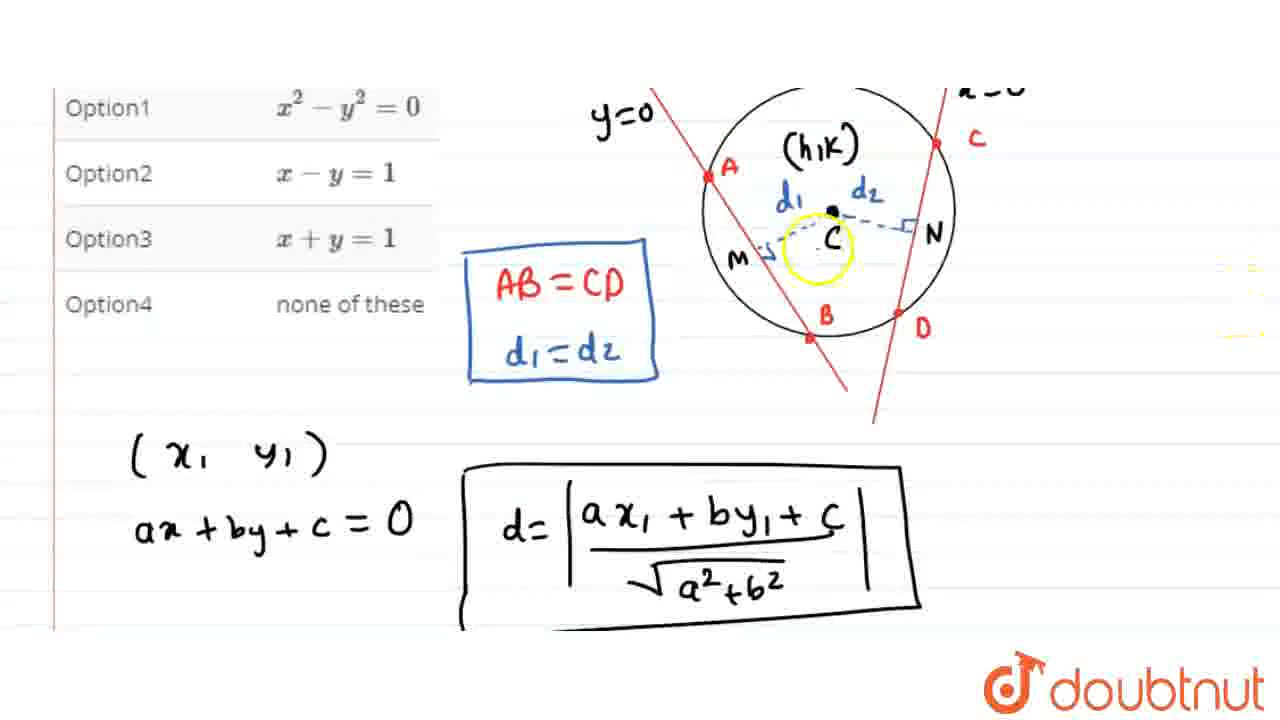 Option1 x² − y² = 0
Option2 x − y = 1
Option3 x + y = 1
Option4 none of these
y=0
(h,k)
A
C
d₁ d₂
C
N
M
B
D
AB = CD
d₁ = d₂
(x₁ y₁)
ax + by + c = 0
d = |ax₁ + by₁ + c / √a²+b²|
doubtnut